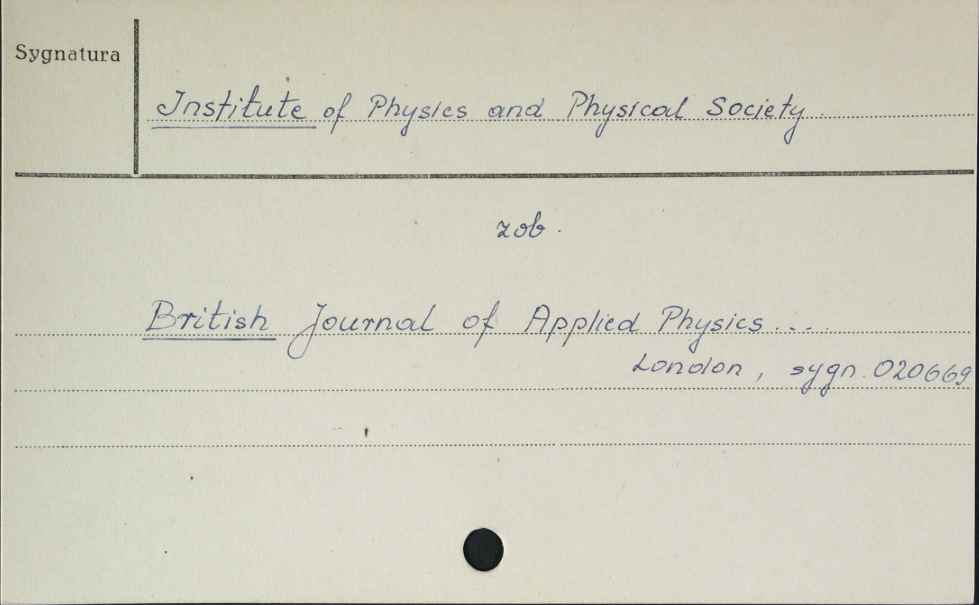 Sygnatura
Institute of Physics and Physical Society
zob.
British Journal of Applied Physics...
London, sygn. 020669